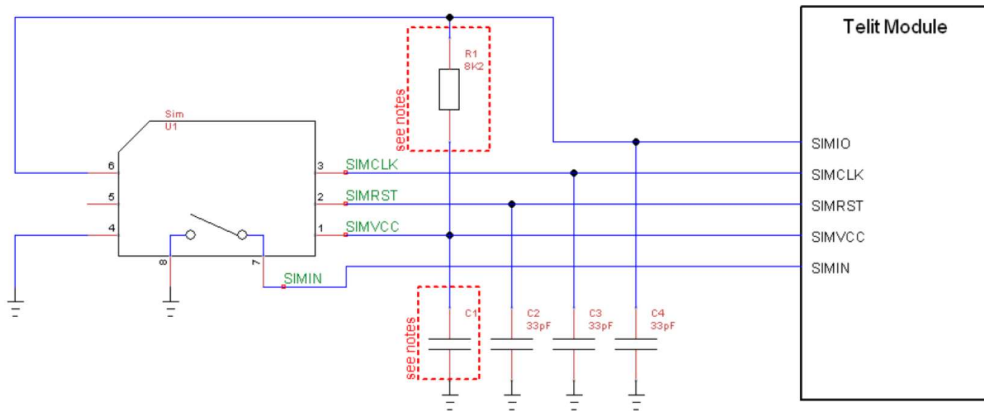 Telit Module
R1
8K2
see notes
Sim
U1
SIMIO
6
3
SIMCLK
SIMCLK
5
2
SIMRST
SIMRST
4
1
SIMVCC
SIMVCC
8
7
SIMIN
SIMIN
see notes
C1
C2
33pF
C3
33pF
C4
33pF